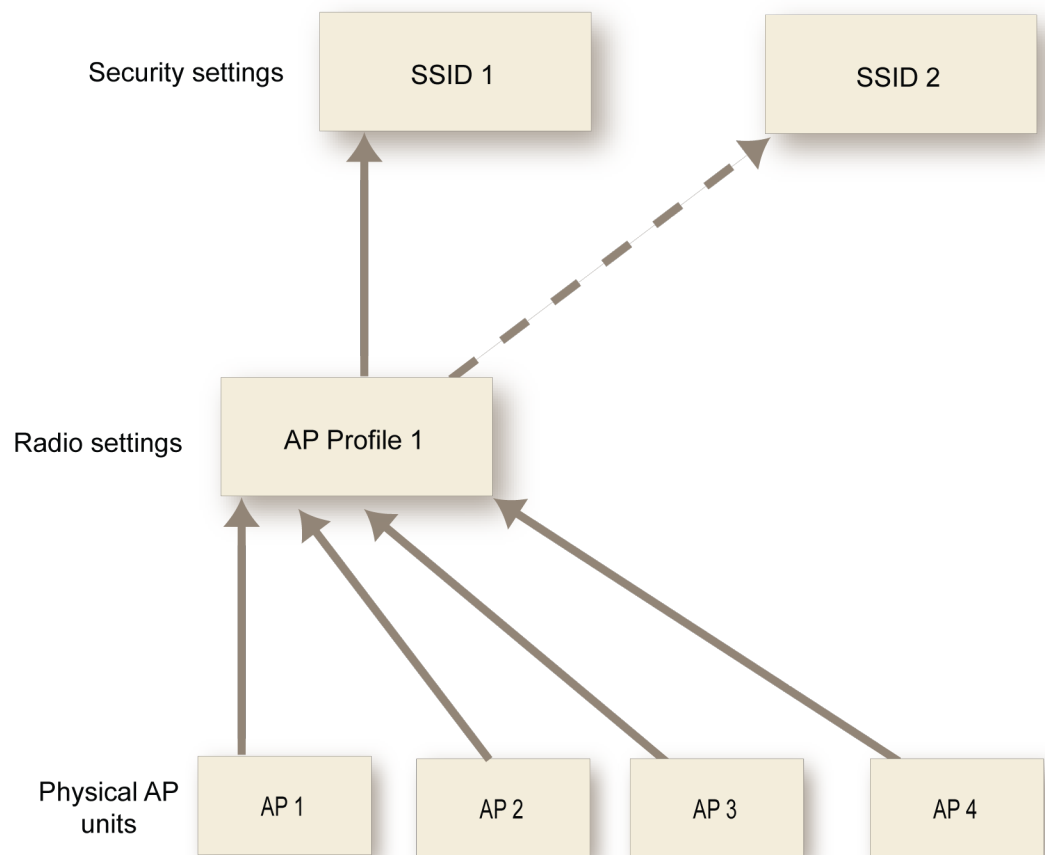 Security settings
SSID 1
SSID 2
Radio settings
AP Profile 1
Physical AP
units
AP 1
AP 2
AP 3
AP 4